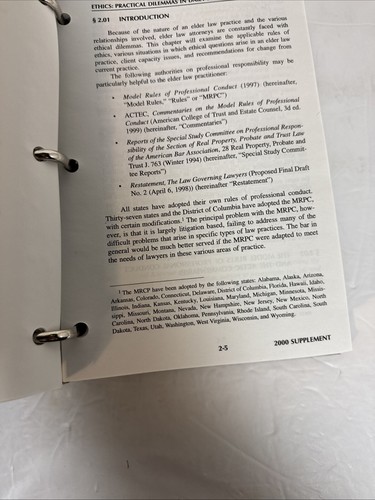 ETHICS: PRACTICAL DILEMMAS IN
§ 2.01 INTRODUCTION
Because of the nature of an elder law practice and the various
relationships involved, elder law attorneys are constantly faced with
ethical dilemmas. This chapter will examine the applicable rules of
ethics, various situations in which ethical questions arise in an elder law
practice, client capacity issues, and recommendations for change from
current practice.
The following authorities on professional responsibility may be
particularly helpful to the elder law practitioner:
• Model Rules of Professional Conduct (1997) (hereinafter,
"Model Rules," "Rules" or "MRPC")
• ACTEC, Commentaries on the Model Rules of Professional
Conduct (American College of Trust and Estate Counsel, 3d ed.
1999) (hereinafter, "Commentaries")
• Reports of the Special Study Committee on Professional Respon-
sibility of the Section of Real Property, Probate and Trust Law
of the American Bar Association, 28 Real Property, Probate and
Trust J. 763 (Winter 1994) (hereinafter, "Special Study Commit-
tee Reports")
• Restatement, The Law Governing Lawyers (Proposed Final Draft
No. 2 (April 6, 1998)) (hereinafter "Restatement")
All states have adopted their own rules of professional conduct.
Thirty-seven states and the District of Columbia have adopted the MRPC,
with certain modifications.¹ The principal problem with the MRPC, how-
ever, is that it is largely litigation based, failing to address many of the
difficult problems that arise in specific types of law practices. The bar in
general would be much better served if the MRPC were adapted to meet
the needs of lawyers in these various areas of practice.
¹ The MRCP have been adopted by the following states: Alabama, Alaska, Arizona,
Arkansas, Colorado, Connecticut, Delaware, District of Columbia, Florida, Hawaii, Idaho,
Illinois, Indiana, Kansas, Kentucky, Louisiana, Maryland, Michigan, Minnesota, Missis-
sippi, Missouri, Montana, Nevada, New Hampshire, New Jersey, New Mexico, North
Carolina, North Dakota, Oklahoma, Pennsylvania, Rhode Island, South Carolina, South
Dakota, Texas, Utah, Washington, West Virginia, Wisconsin, and Wyoming.
2-5
2000 SUPPLEMENT